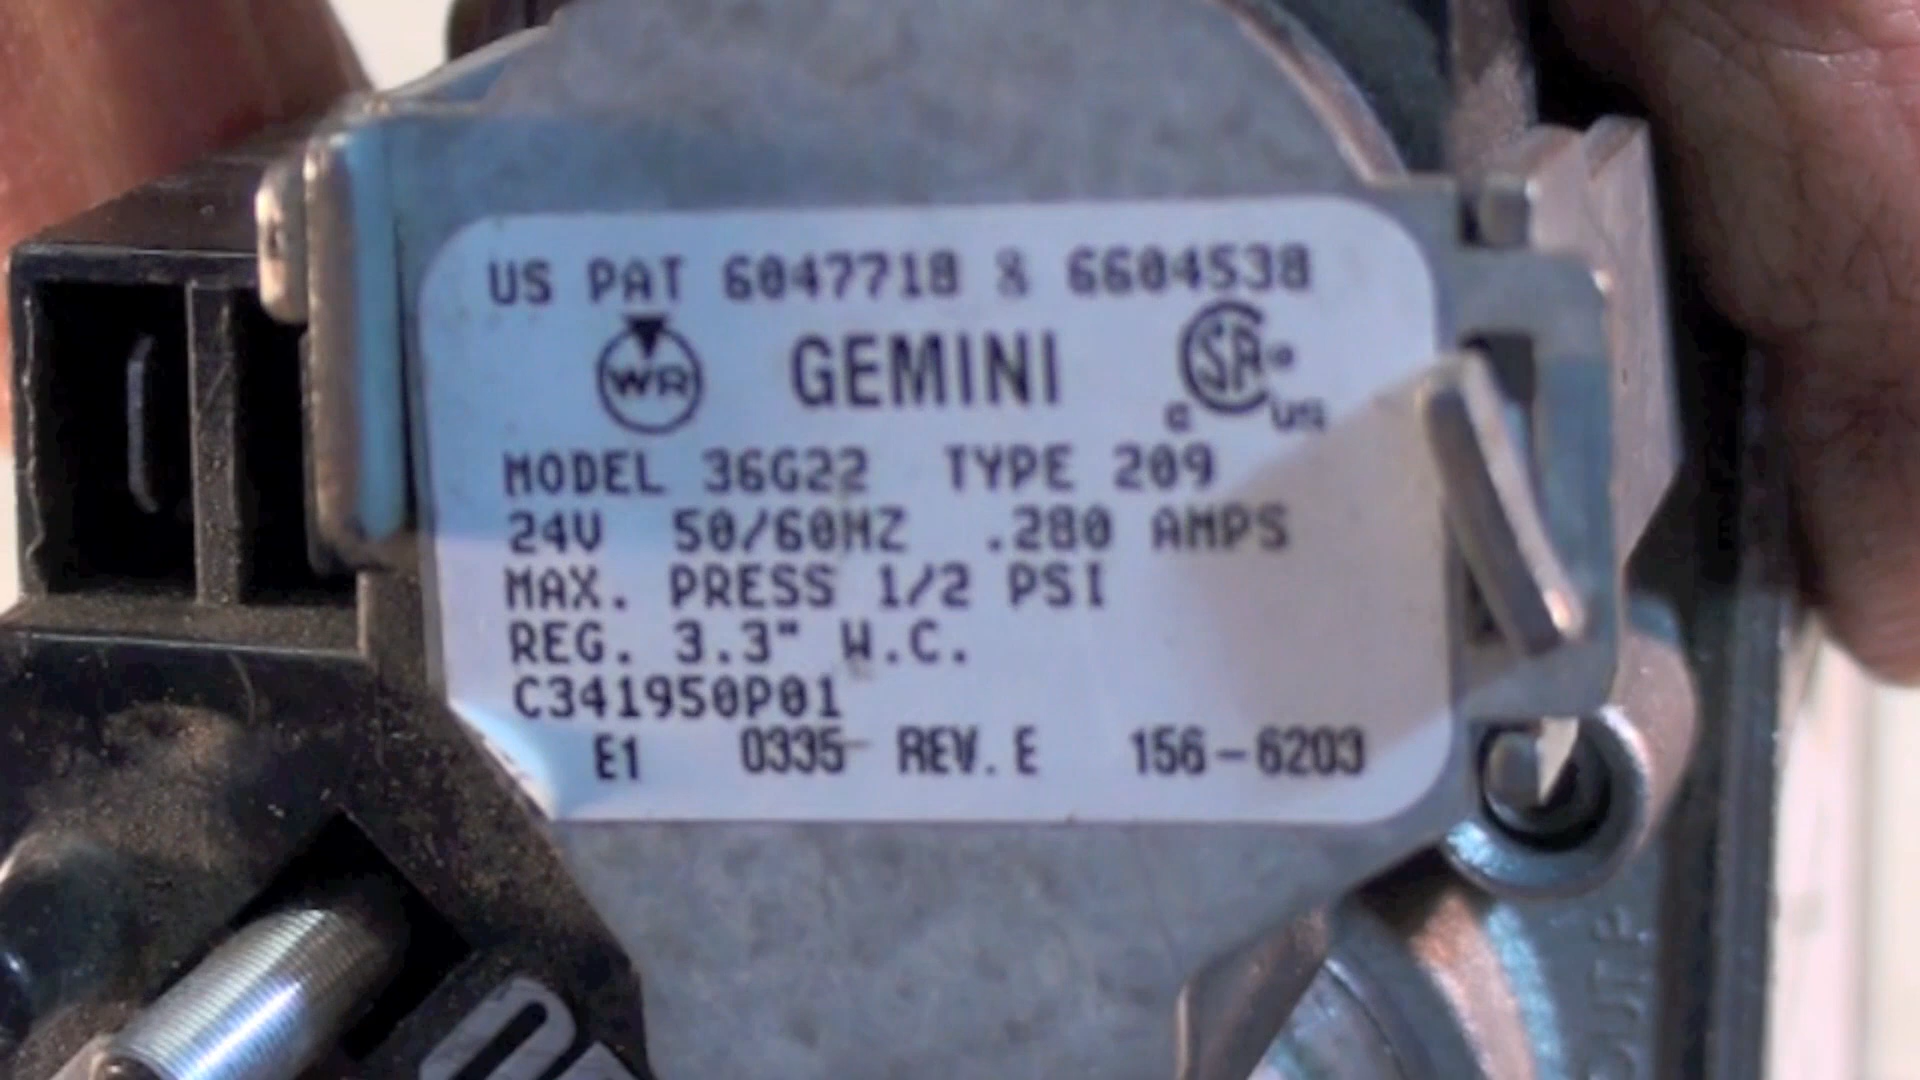 US PAT 6047718 & 6604538
WR GEMINI SA C US
MODEL 36G22 TYPE 209
24V 50/60HZ .280 AMPS
MAX. PRESS 1/2 PSI
REG. 3.3" W.C.
C341950P01
E1 0335 REV. E 156-6203